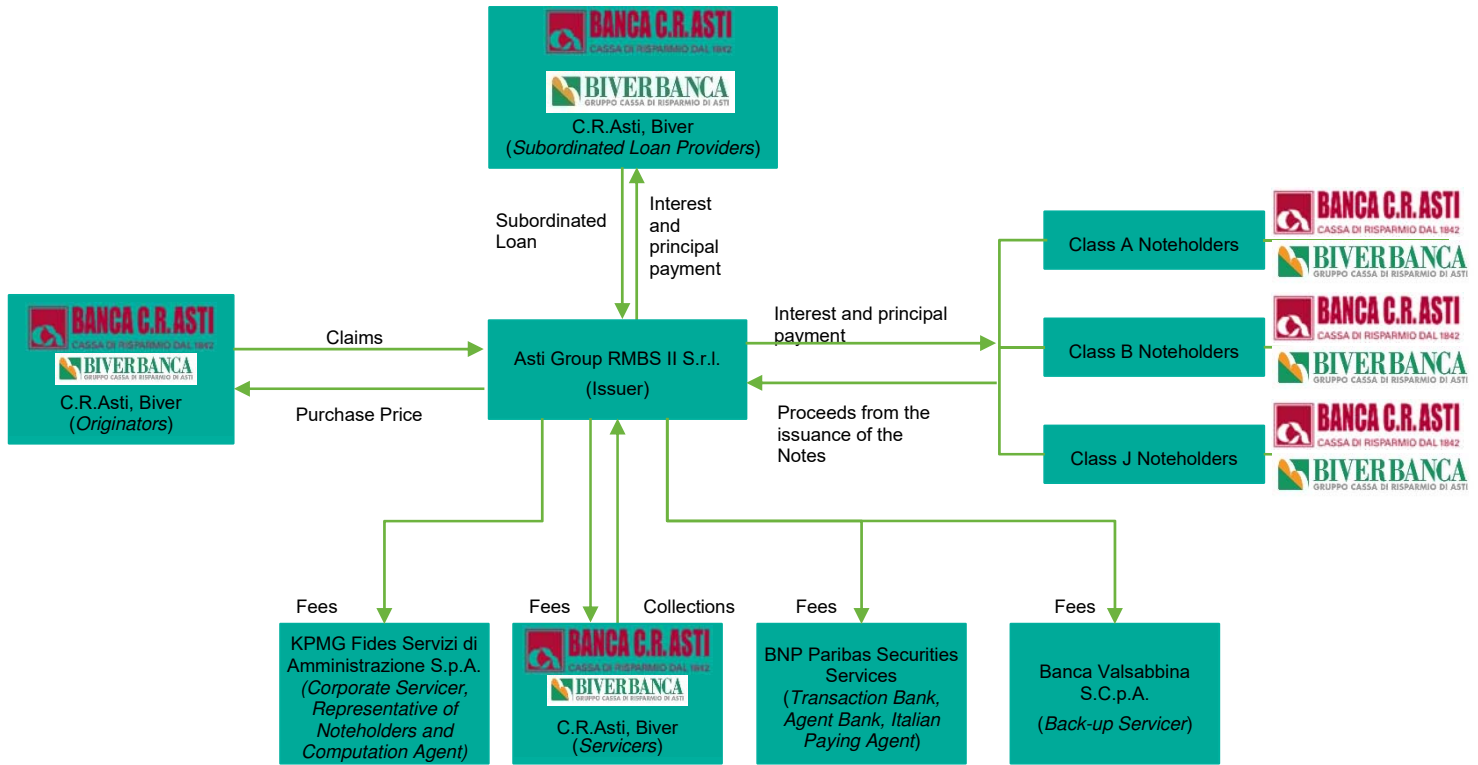 BANCA C.R. ASTI
CASSA DI RISPARMIO DAL 1842
BIVERBANCA
GRUPPO CASSA DI RISPARMIO DI ASTI
C.R.Asti, Biver
(Subordinated Loan Providers)
Subordinated
Loan
Interest
and
principal
payment
BANCA C.R. ASTI
CASSA DI RISPARMIO DAL 1842
BIVERBANCA
GRUPPO CASSA DI RISPARMIO DI ASTI
C.R.Asti, Biver
(Originators)
Claims
Purchase Price
Asti Group RMBS II S.r.l.
(Issuer)
Interest and principal
payment
Proceeds from the
issuance of the
Notes
Class A Noteholders
BANCA C.R. ASTI
CASSA DI RISPARMIO DAL 1842
BIVERBANCA
GRUPPO CASSA DI RISPARMIO DI ASTI
Class B Noteholders
BANCA C.R. ASTI
CASSA DI RISPARMIO DAL 1842
BIVERBANCA
GRUPPO CASSA DI RISPARMIO DI ASTI
Class J Noteholders
BANCA C.R. ASTI
CASSA DI RISPARMIO DAL 1842
BIVERBANCA
GRUPPO CASSA DI RISPARMIO DI ASTI
Fees
KPMG Fides Servizi di
Amministrazione S.p.A.
(Corporate Servicer,
Representative of
Noteholders and
Computation Agent)
Fees
Collections
BANCA C.R. ASTI
CASSA DI RISPARMIO DAL 1842
BIVERBANCA
GRUPPO CASSA DI RISPARMIO DI ASTI
C.R.Asti, Biver
(Servicers)
Fees
BNP Paribas Securities
Services
(Transaction Bank,
Agent Bank, Italian
Paying Agent)
Fees
Banca Valsabbina
S.C.p.A.
(Back-up Servicer)